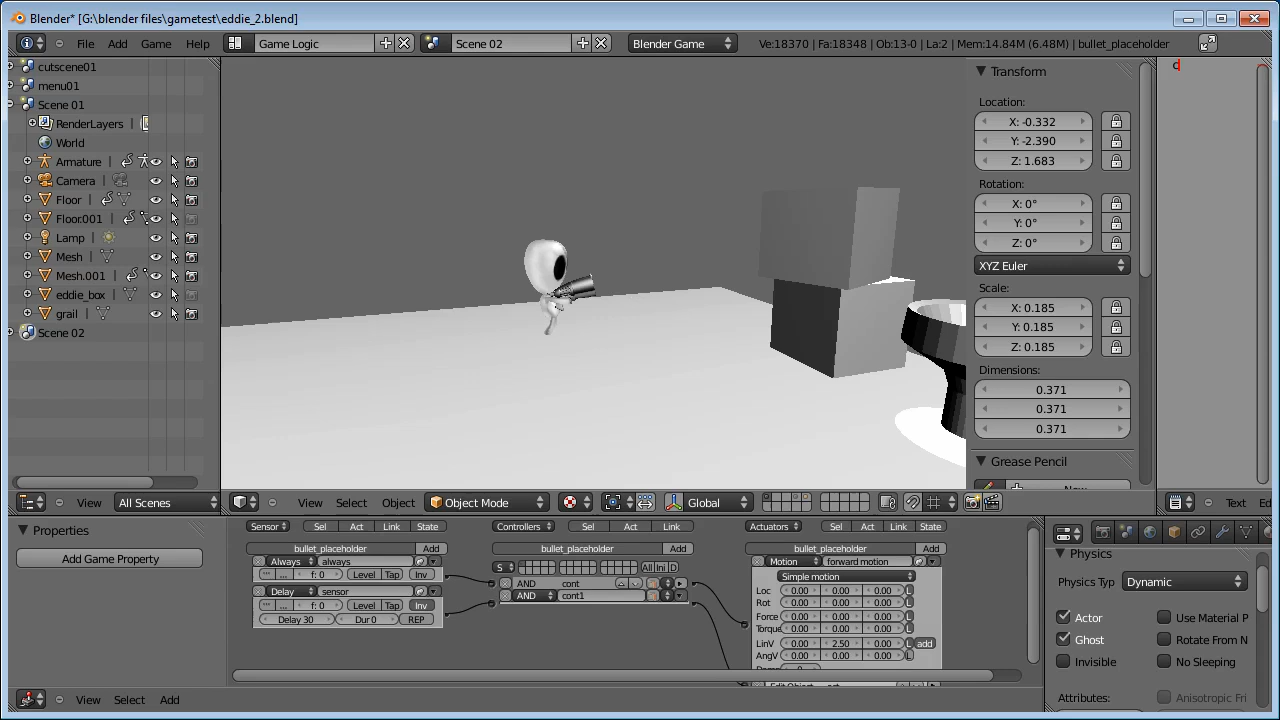 Blender* [G:\blender files\gametest\eddie_2.blend]
File Add Game Help Game Logic Scene 02 Blender Game Ve:18370 | Fa:18348 | Ob:13-0 | La:2 | Mem:14.84M (6.48M) | bullet_placeholder
cutscene01
menu01
Scene 01
RenderLayers
World
Armature
Camera
Floor
Floor.001
Lamp
Mesh
Mesh.001
eddie_box
grail
Scene 02
Transform
Location:
X: -0.332
Y: -2.390
Z: 1.683
Rotation:
X: 0°
Y: 0°
Z: 0°
XYZ Euler
Scale:
X: 0.185
Y: 0.185
Z: 0.185
Dimensions:
0.371
0.371
0.371
Grease Pencil
New
c
View All Scenes
View Select Object Object Mode Global
Text Ed
Properties
Add Game Property
Sensor Sel Act Link State
bullet_placeholder Add
Always always
... f: 0 Level Tap Inv
Delay sensor
... f: 0 Level Tap Inv
Delay 30 Dur 0 REP
Controllers Sel Act Link
bullet_placeholder Add
S All Ini D
AND cont
AND cont1
Actuators Sel Act Link State
bullet_placeholder Add
Motion forward motion
Simple motion
Loc 0.00 0.00 0.00 L
Rot 0.00 0.00 0.00 L
Force 0.00 0.00 0.00 L
Torque 0.00 0.00 0.00 L
LinV 0.00 2.50 0.00 L add
AngV 0.00 0.00 0.00 L
Physics
Physics Typ Dynamic
Actor Use Material P
Ghost Rotate From N
Invisible No Sleeping
Attributes: Anisotropic Fri
View Select Add